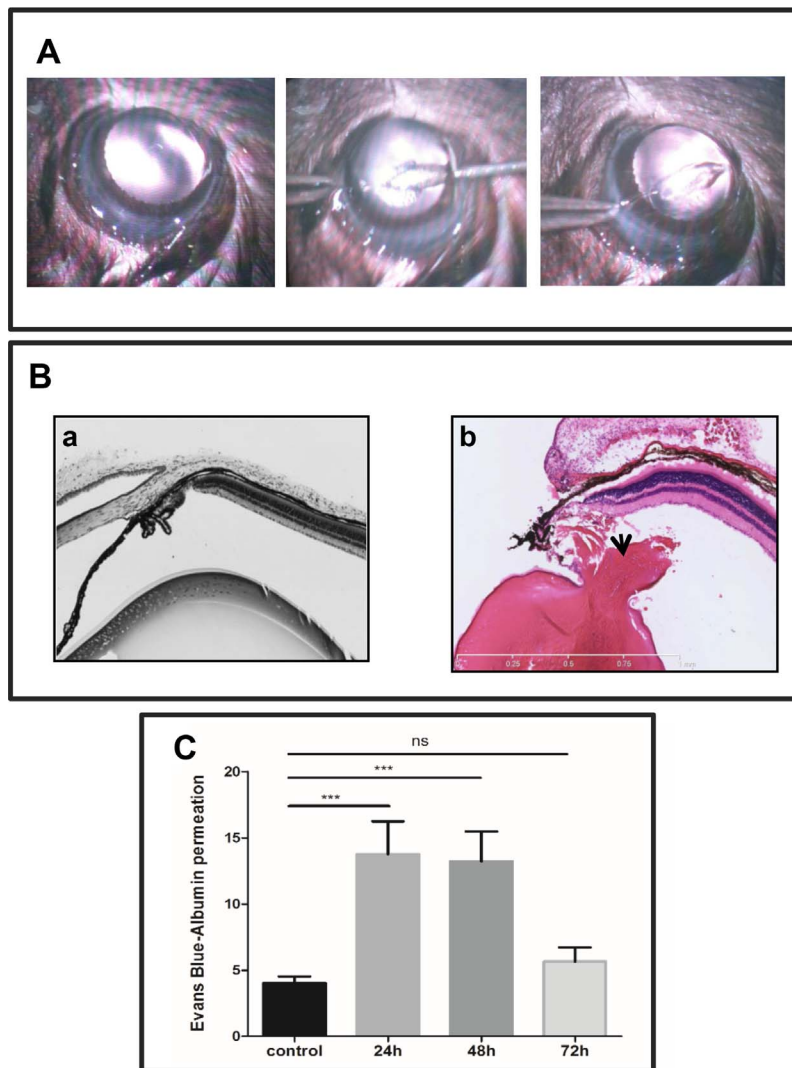 A
B
a
b
0.25 0.5 0.75 1 mm
C
ns
***
***
Evans Blue-Albumin permeation
20
15
10
5
0
control 24h 48h 72h